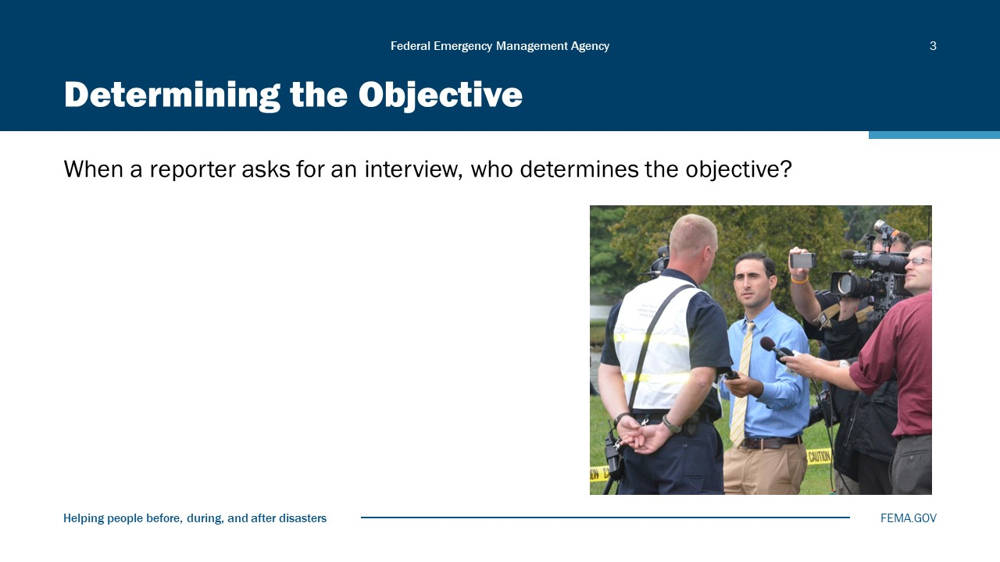 Federal Emergency Management Agency
3
Determining the Objective
When a reporter asks for an interview, who determines the objective?
CAUTION
Helping people before, during, and after disasters
FEMA.GOV